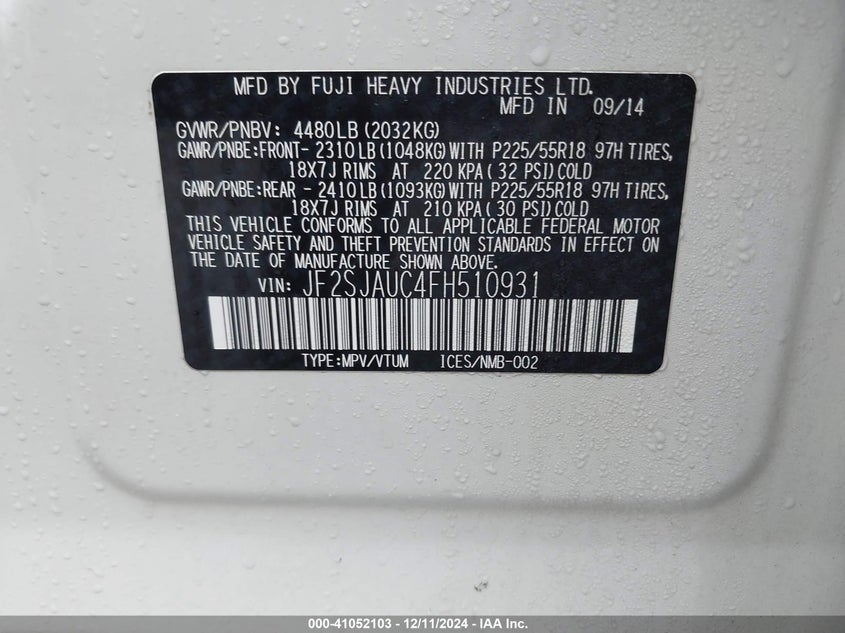 MFD BY FUJI HEAVY INDUSTRIES LTD.
MFD IN 09/14
GVWR/PNBV: 4480LB(2032KG)
GAWR/PNBE:FRONT- 2310LB(1048KG)WITH P225/55R18 97H TIRES,
18X7J RIMS AT 220 KPA( 32 PSI)COLD
GAWR/PNBE:REAR - 2410LB(1093KG)WITH P225/55R18 97H TIRES,
18X7J RIMS AT 210 KPA( 30 PSI)COLD
THIS VEHICLE CONFORMS TO ALL APPLICABLE FEDERAL MOTOR
VEHICLE SAFETY AND THEFT PREVENTION STANDARDS IN EFFECT ON
THE DATE OF MANUFACTURE SHOWN ABOVE.
VIN: JF2SJAUC4FH510931
TYPE:MPV/VTUM ICES/NMB-002
000-41052103 - 12/11/2024 - IAAI, Inc.